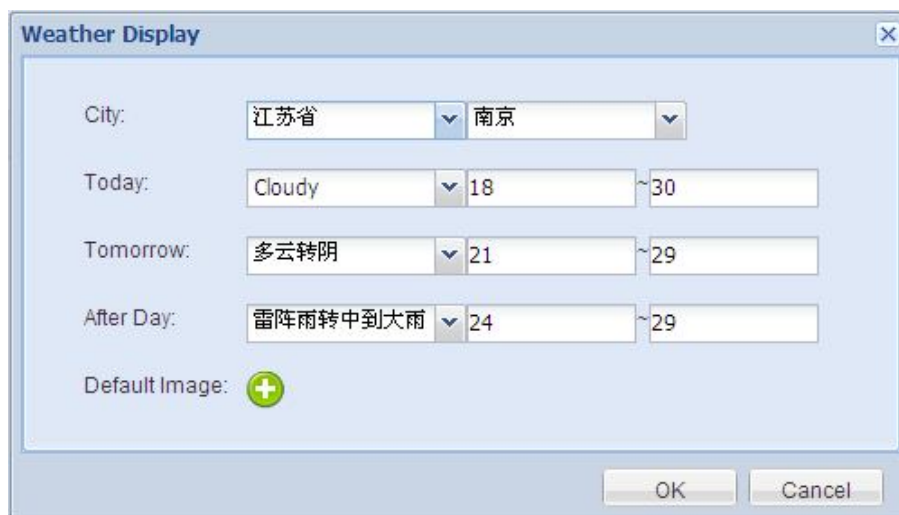 Weather Display
City: 江苏省 南京
Today: Cloudy 18 ~ 30
Tomorrow: 多云转阴 21 ~ 29
After Day: 雷阵雨转中到大雨 24 ~ 29
Default Image:
OK Cancel